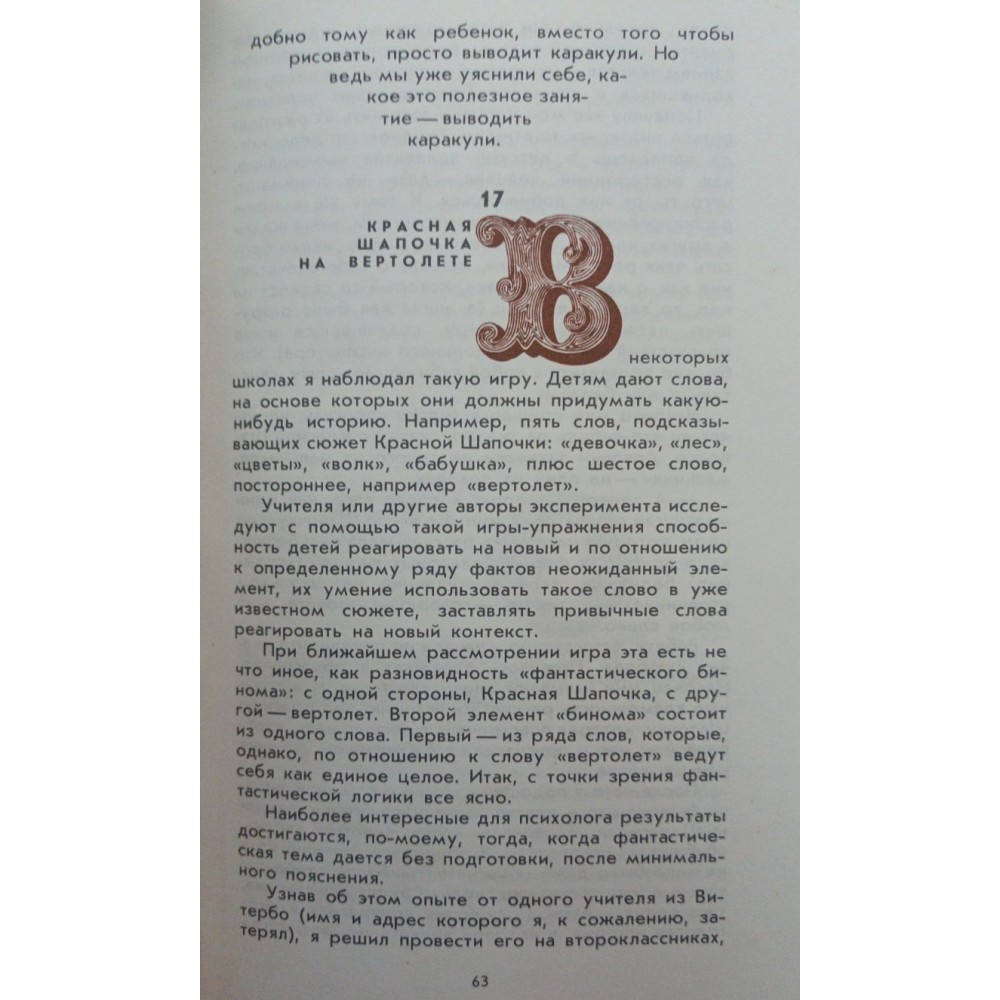 добно тому как ребенок, вместо того чтобы
рисовать, просто выводит каракули. Но
ведь мы уже уяснили себе, ка-
кое это полезное заня-
тие — выводить
каракули.
17
КРАСНАЯ
ШАПОЧКА
НА ВЕРТОЛЕТЕ
В
некоторых
школах я наблюдал такую игру. Детям дают слова,
на основе которых они должны придумать какую-
нибудь историю. Например, пять слов, подсказы-
вающих сюжет Красной Шапочки: «девочка», «лес»,
«цветы», «волк», «бабушка», плюс шестое слово,
постороннее, например «вертолет».
Учителя или другие авторы эксперимента иссле-
дуют с помощью такой игры-упражнения способ-
ность детей реагировать на новый и по отношению
к определенному ряду фактов неожиданный эле-
мент, их умение использовать такое слово в уже
известном сюжете, заставлять привычные слова
реагировать на новый контекст.
При ближайшем рассмотрении игра эта есть не
что иное, как разновидность «фантастического би-
нома»: с одной стороны, Красная Шапочка, с дру-
гой — вертолет. Второй элемент «бинома» состоит
из одного слова. Первый — из ряда слов, которые,
однако, по отношению к слову «вертолет» ведут
себя как единое целое. Итак, с точки зрения фан-
тастической логики все ясно.
Наиболее интересные для психолога результаты
достигаются, по-моему, тогда, когда фантастиче-
ская тема дается без подготовки, после минималь-
ного пояснения.
Узнав об этом опыте от одного учителя из Ви-
тербо (имя и адрес которого я, к сожалению, за-
терял), я решил провести его на второклассниках,
63